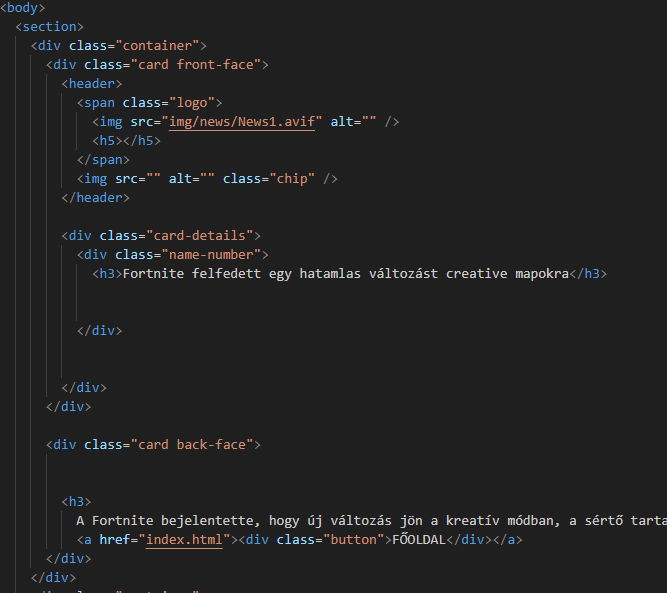 <body>
<section>
<div class="container">
<div class="card front-face">
<header>
<span class="logo">
<img src="img/news/News1.avif" alt="" />
<h5></h5>
</span>
<img src="" alt="" class="chip" />
</header>
<div class="card-details">
<div class="name-number">
<h3>Fortnite felfedett egy hatamlas változást creative mapokra</h3>
</div>
</div>
</div>
<div class="card back-face">
<h3>
A Fortnite bejelentette, hogy új változás jön a kreatív módban, a sértő tarta
<a href="index.html"><div class="button">FŐOLDAL</div></a>
</div>
</div>